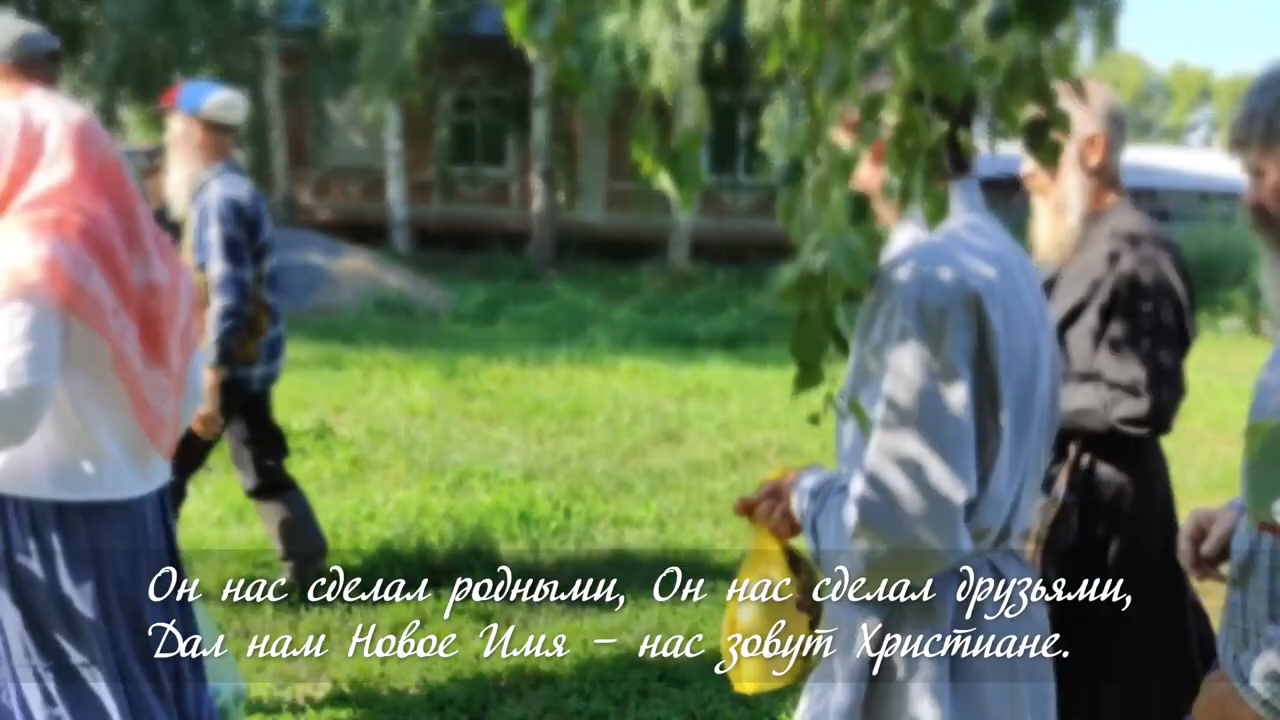 Он нас сделал родными, Он нас сделал друзьями,
Дал нам Новое Имя – нас зовут Христиане.